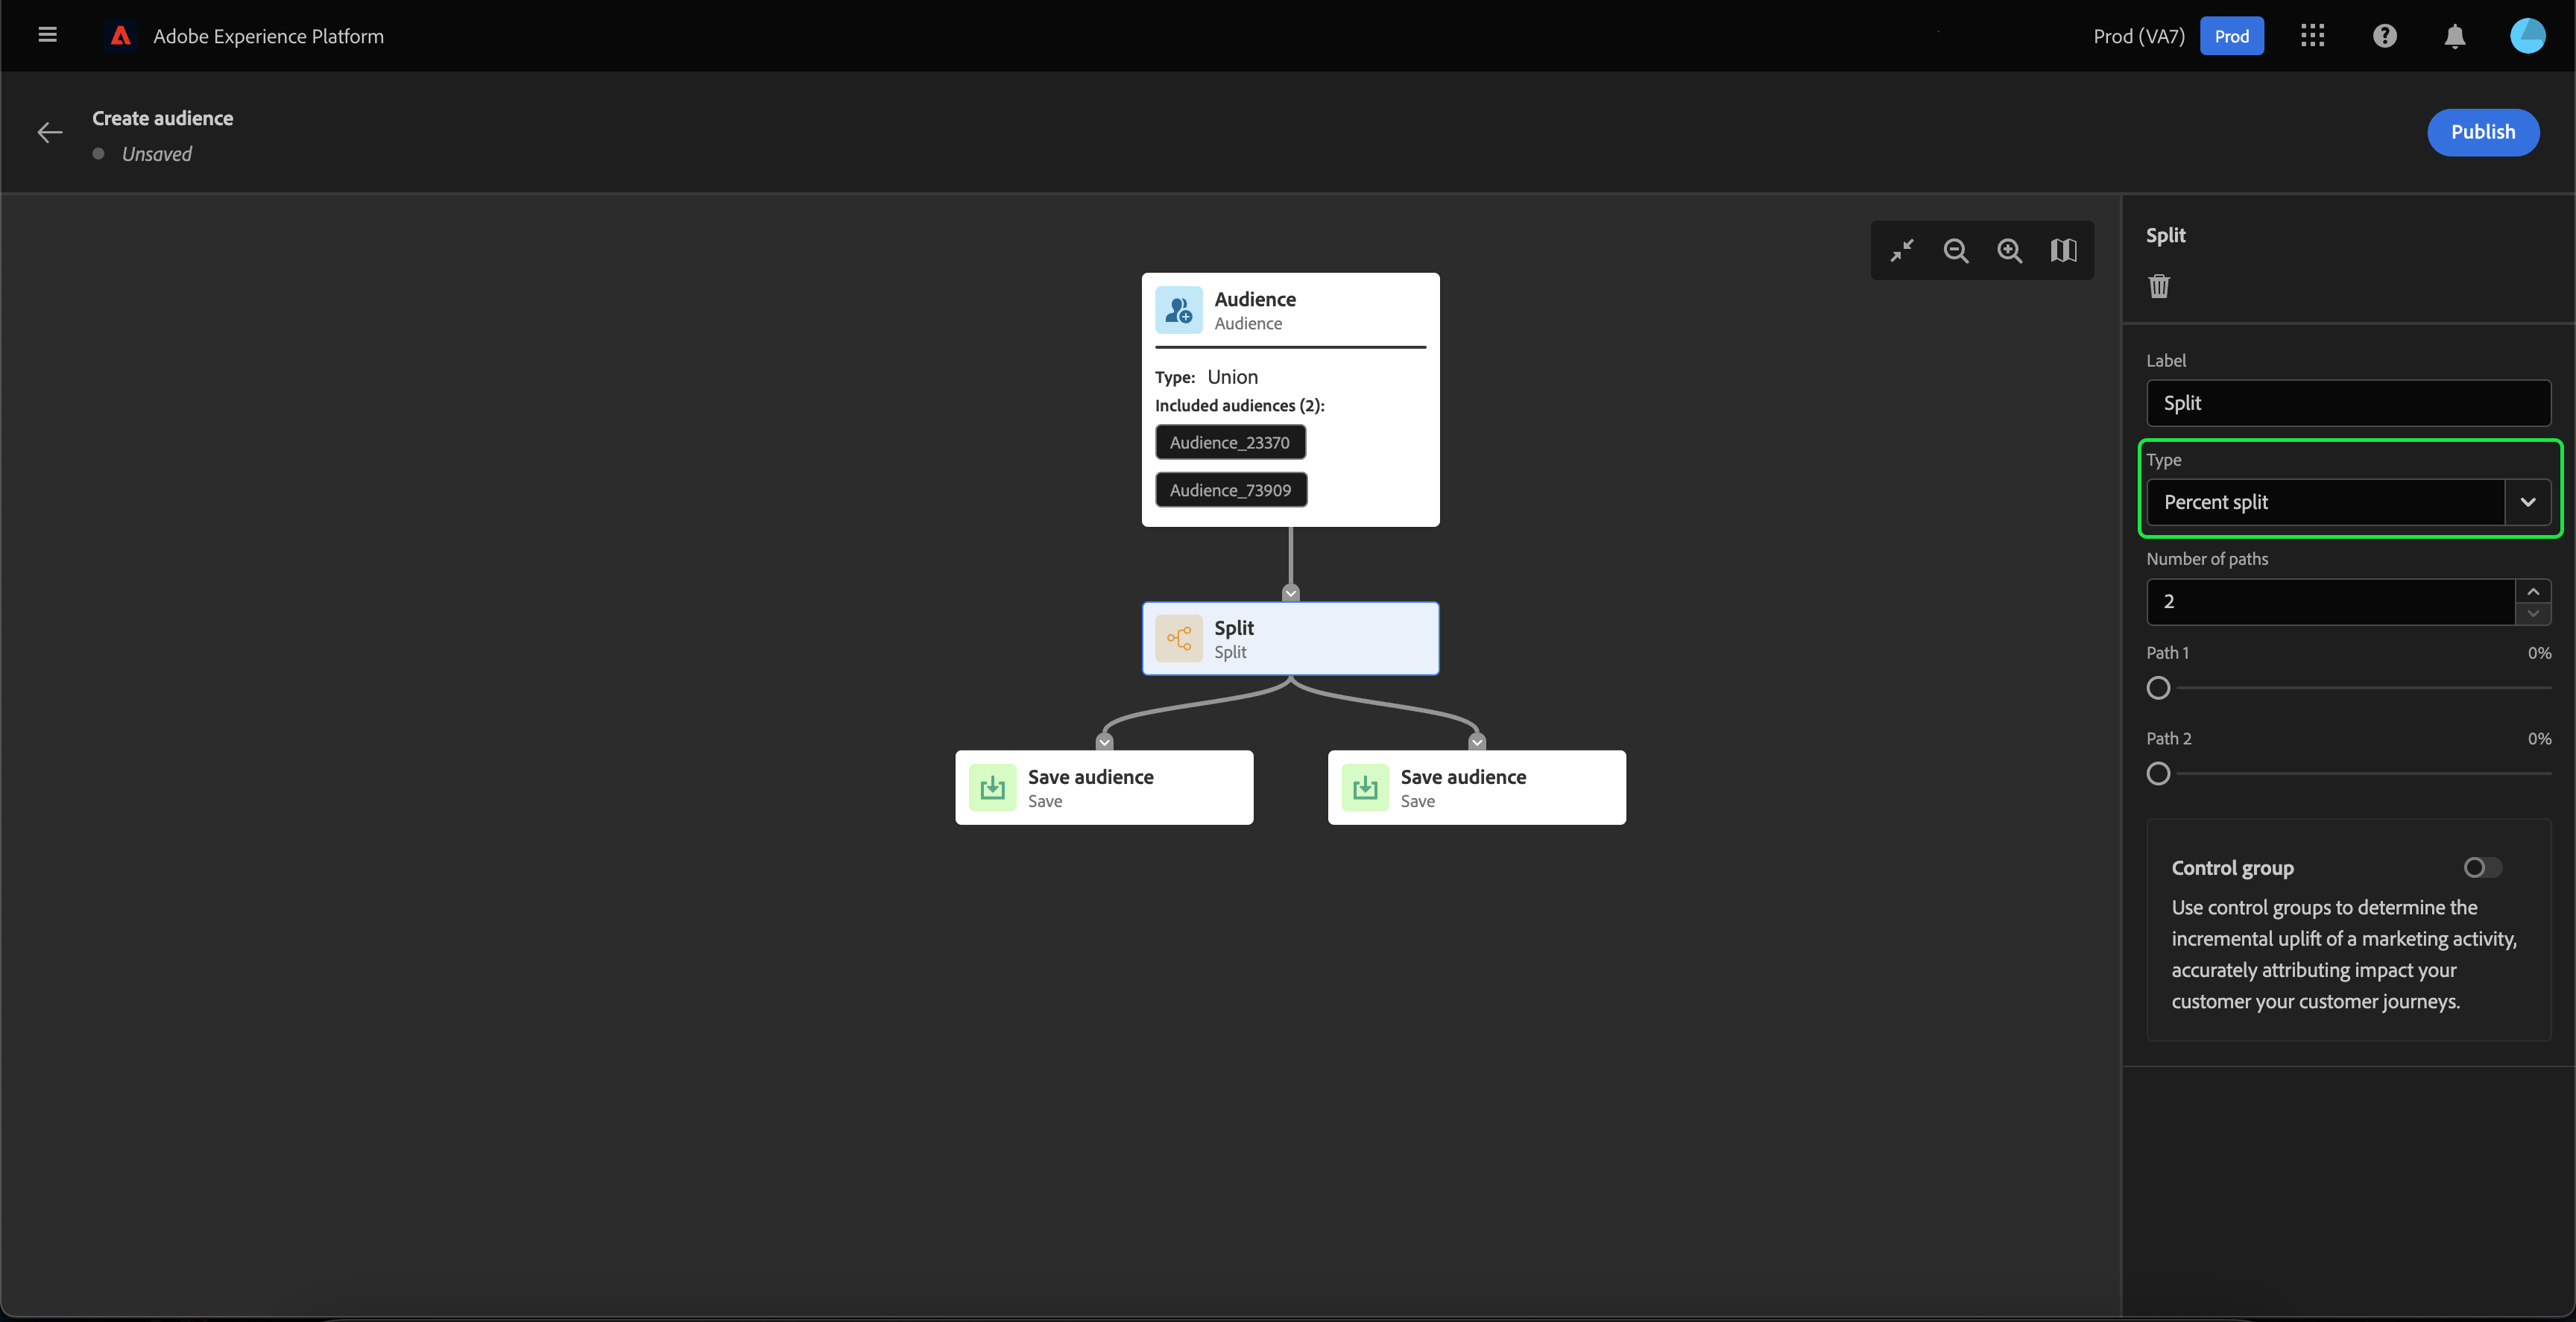 Adobe Experience Platform
Prod (VA7)
Prod
Create audience
Unsaved
Publish
Audience
Audience
Type: Union
Included audiences (2):
Audience_23370
Audience_73909
Split
Split
Save audience
Save
Save audience
Save
Split
Label
Split
Type
Percent split
Number of paths
2
Path 1 0%
Path 2 0%
Control group
Use control groups to determine the
incremental uplift of a marketing activity,
accurately attributing impact your
customer your customer journeys.